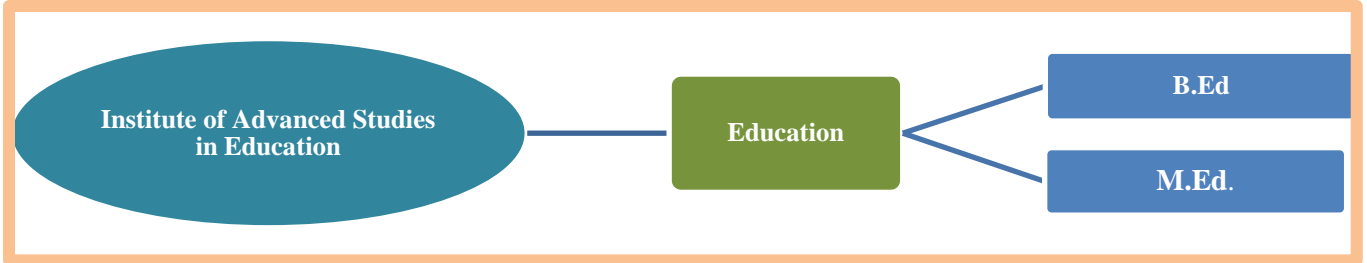 Institute of Advanced Studies
in Education
Education
B.Ed
M.Ed.